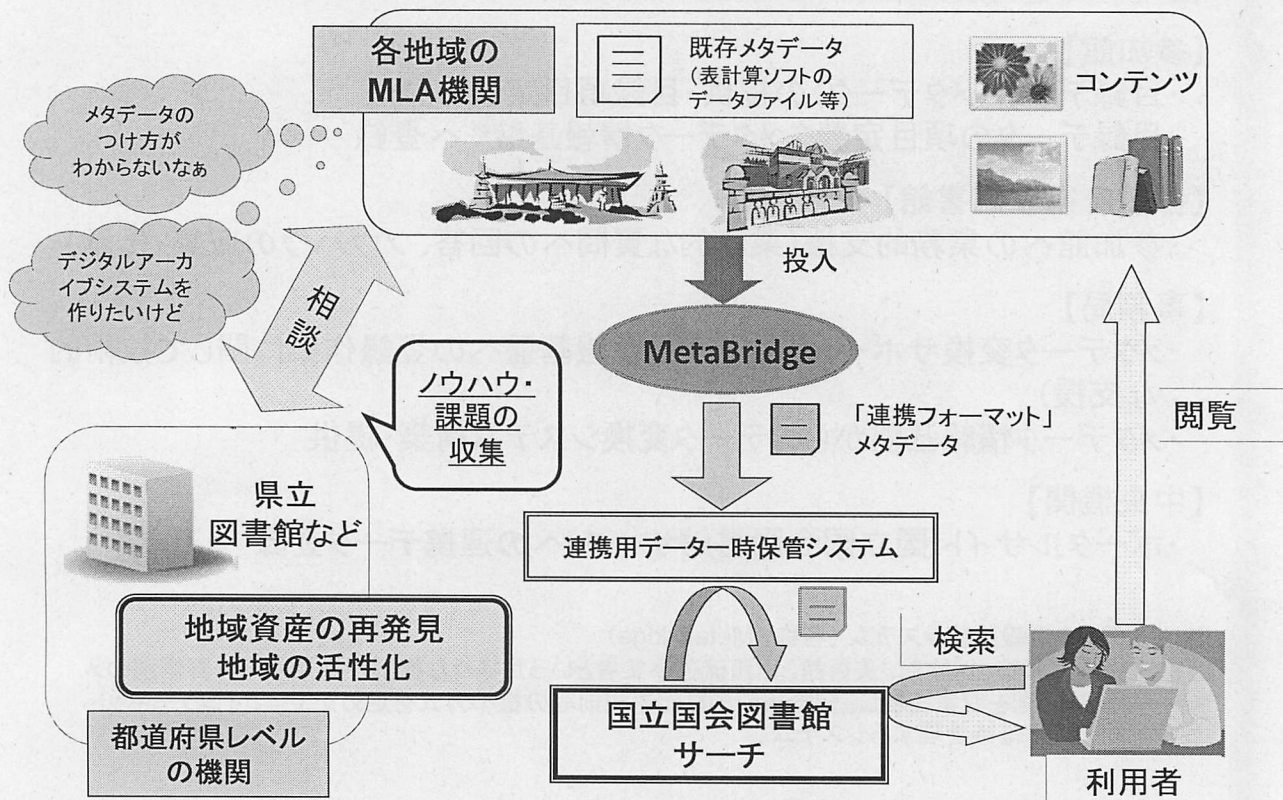 各地域の
MLA機関
既存メタデータ
(表計算ソフトの
データファイル等)
コンテンツ
メタデータの
つけ方が
わからないなぁ
デジタルアーカ
イブシステムを
作りたいけど
相談
投入
MetaBridge
ノウハウ・
課題の
収集
「連携フォーマット」
メタデータ
閲覧
県立
図書館など
連携用データ一時保管システム
地域資産の再発見
地域の活性化
検索
国立国会図書館
サーチ
都道府県レベル
の機関
利用者